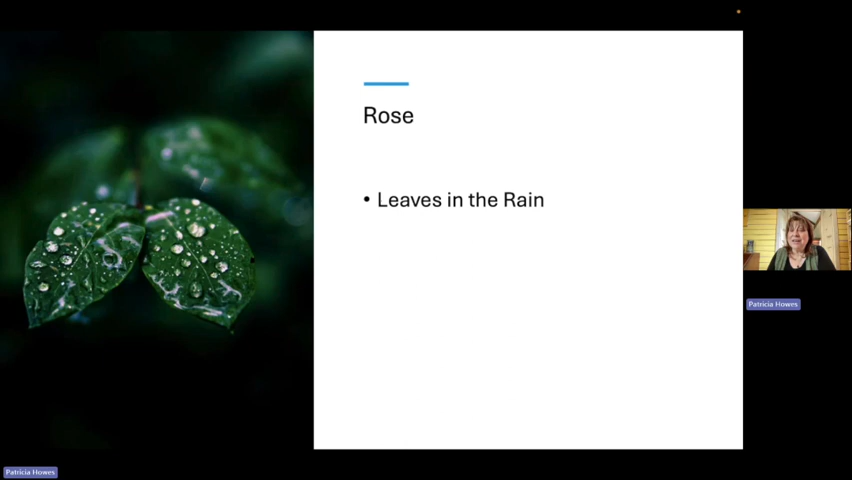 Rose
• Leaves in the Rain
Patricia Howes
Patricia Howes